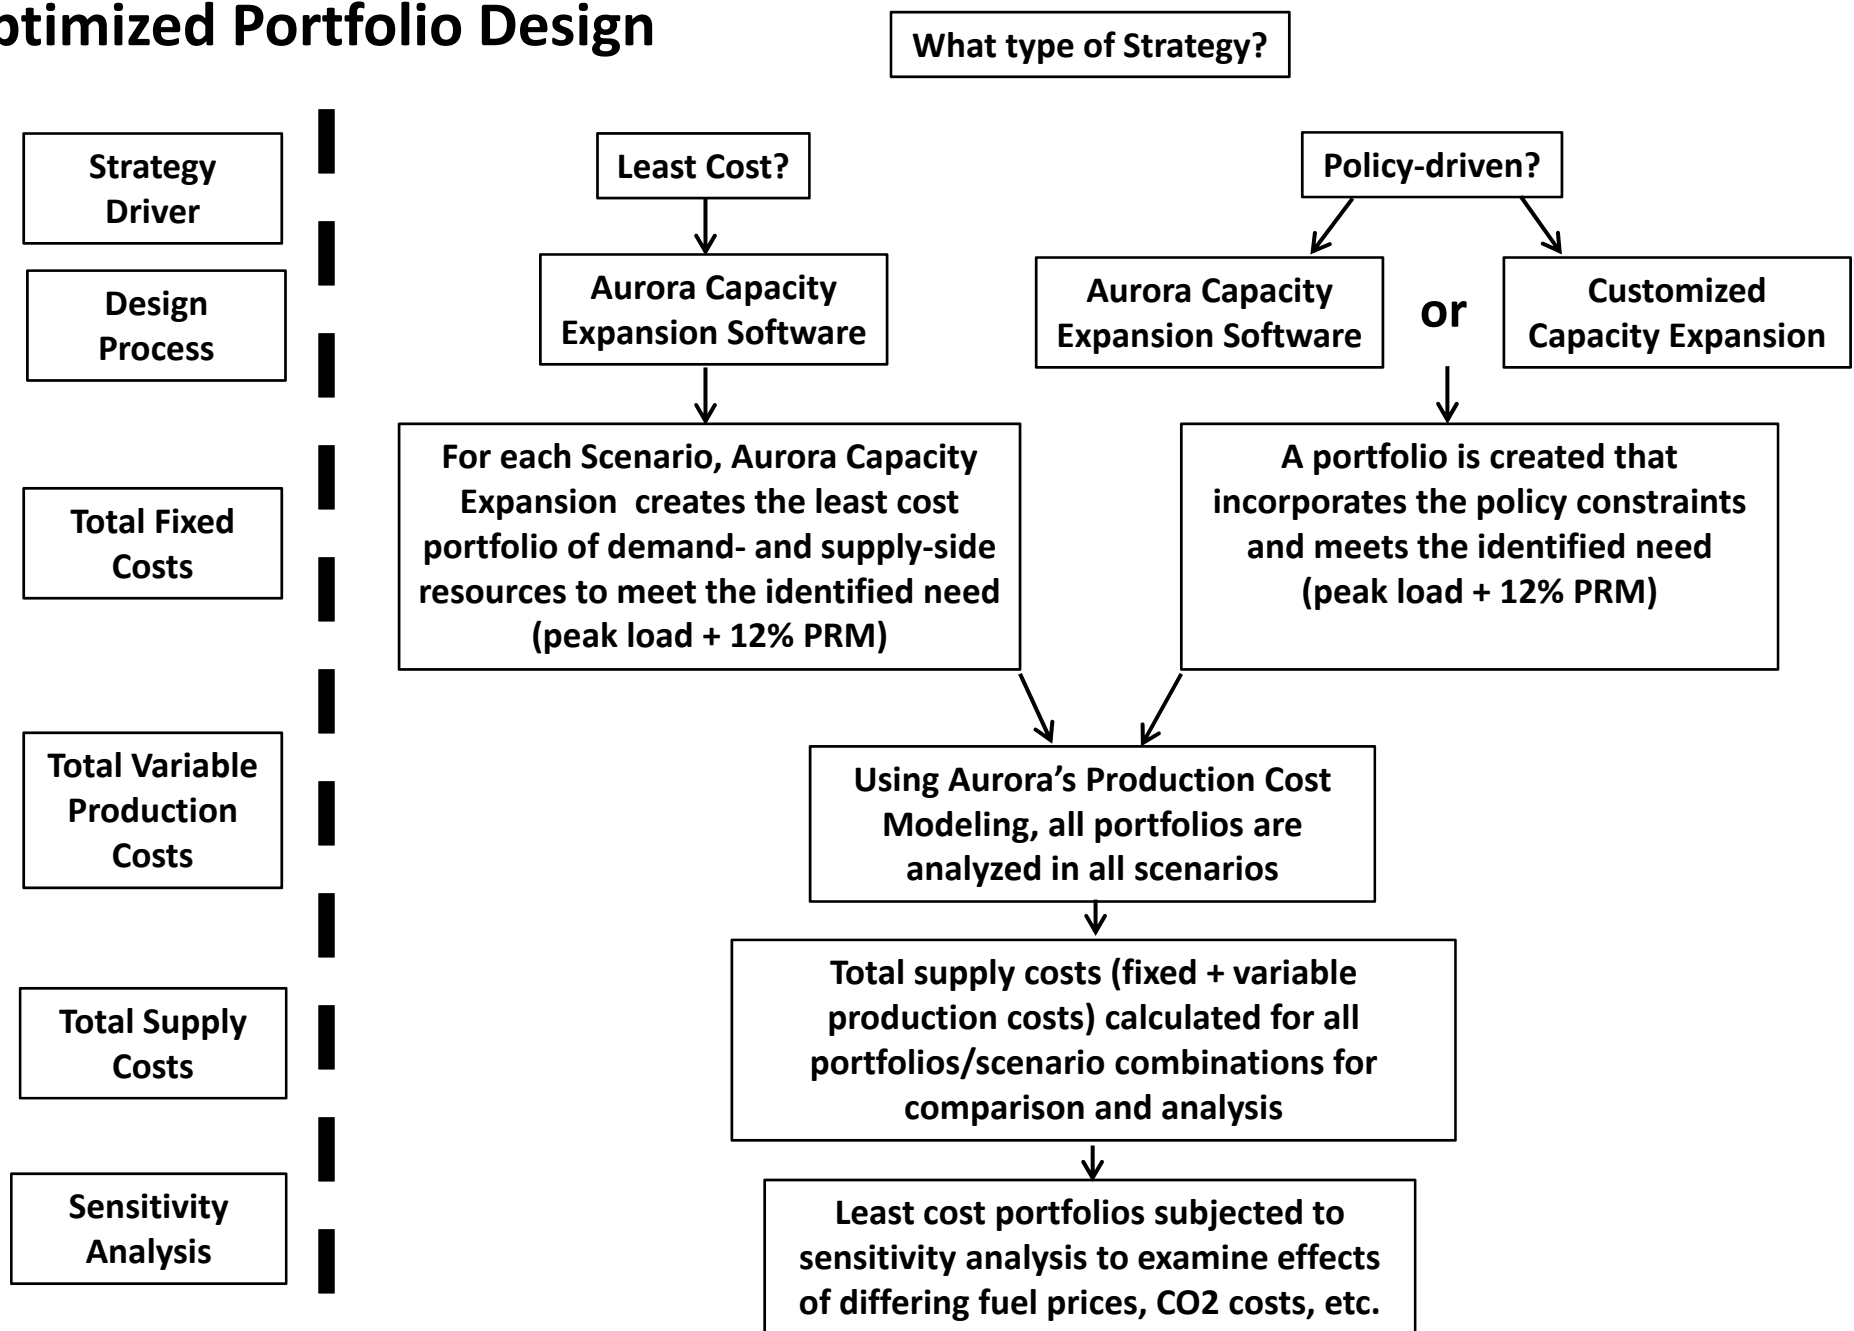 ptimized Portfolio Design
What type of Strategy?
Strategy
Driver
Least Cost?
Policy-driven?
Design
Process
Aurora Capacity
Expansion Software
Aurora Capacity
Expansion Software
or
Customized
Capacity Expansion
Total Fixed
Costs
For each Scenario, Aurora Capacity
Expansion  creates the least cost
portfolio of demand- and supply-side
resources to meet the identified need
(peak load + 12% PRM)
A portfolio is created that
incorporates the policy constraints
and meets the identified need
(peak load + 12% PRM)
Total Variable
Production
Costs
Using Aurora’s Production Cost
Modeling, all portfolios are
analyzed in all scenarios
Total Supply
Costs
Total supply costs (fixed + variable
production costs) calculated for all
portfolios/scenario combinations for
comparison and analysis
Sensitivity
Analysis
Least cost portfolios subjected to
sensitivity analysis to examine effects
of differing fuel prices, CO2 costs, etc.